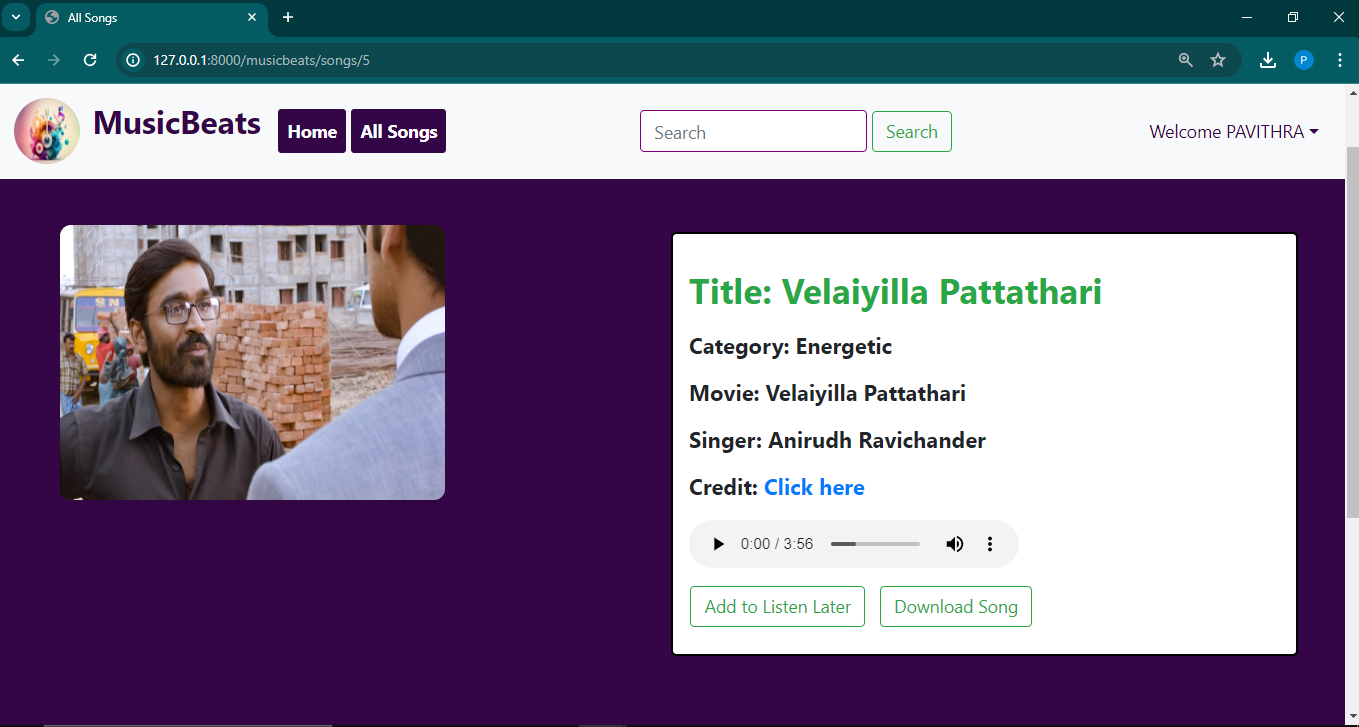 All Songs
127.0.0.1:8000/musicbeats/songs/5
P
MusicBeats
Home
All Songs
Search
Search
Welcome PAVITHRA
S N
Title: Velaiyilla Pattathari
Category: Energetic
Movie: Velaiyilla Pattathari
Singer: Anirudh Ravichander
Credit: Click here
0:00 / 3:56
Add to Listen Later
Download Song